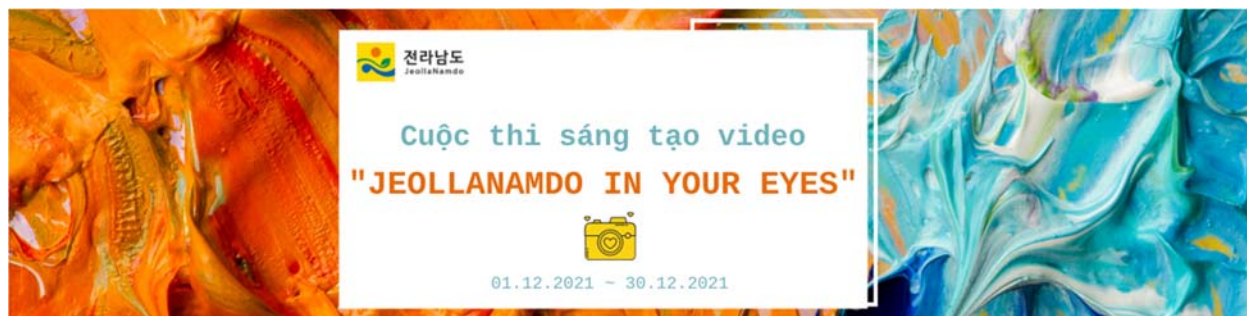 전라남도
JeollaNamdo
Cuộc thi sáng tạo video
"JEOLLANAMDO IN YOUR EYES"
01.12.2021 ~ 30.12.2021